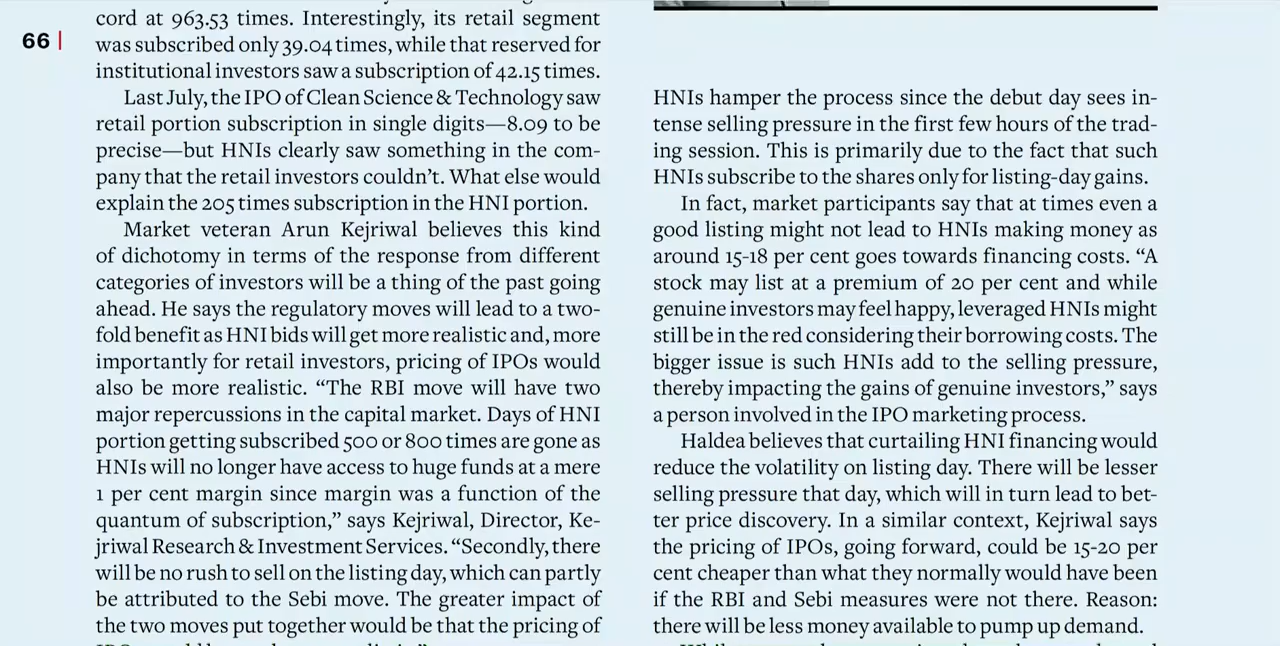 cord at 963.53 times. Interestingly, its retail segment
66 | was subscribed only 39.04 times, while that reserved for
institutional investors saw a subscription of 42.15 times.
Last July, the IPO of Clean Science & Technology saw
retail portion subscription in single digits—8.09 to be
precise—but HNIs clearly saw something in the com-
pany that the retail investors couldn't. What else would
explain the 205 times subscription in the HNI portion.
Market veteran Arun Kejriwal believes this kind
of dichotomy in terms of the response from different
categories of investors will be a thing of the past going
ahead. He says the regulatory moves will lead to a two-
fold benefit as HNI bids will get more realistic and, more
importantly for retail investors, pricing of IPOs would
also be more realistic. “The RBI move will have two
major repercussions in the capital market. Days of HNI
portion getting subscribed 500 or 800 times are gone as
HNIs will no longer have access to huge funds at a mere
1 per cent margin since margin was a function of the
quantum of subscription,” says Kejriwal, Director, Ke-
jriwal Research & Investment Services. “Secondly, there
will be no rush to sell on the listing day, which can partly
be attributed to the Sebi move. The greater impact of
the two moves put together would be that the pricing of
HNIs hamper the process since the debut day sees in-
tense selling pressure in the first few hours of the trad-
ing session. This is primarily due to the fact that such
HNIs subscribe to the shares only for listing-day gains.
In fact, market participants say that at times even a
good listing might not lead to HNIs making money as
around 15-18 per cent goes towards financing costs. “A
stock may list at a premium of 20 per cent and while
genuine investors may feel happy, leveraged HNIs might
still be in the red considering their borrowing costs. The
bigger issue is such HNIs add to the selling pressure,
thereby impacting the gains of genuine investors,” says
a person involved in the IPO marketing process.
Haldea believes that curtailing HNI financing would
reduce the volatility on listing day. There will be lesser
selling pressure that day, which will in turn lead to bet-
ter price discovery. In a similar context, Kejriwal says
the pricing of IPOs, going forward, could be 15-20 per
cent cheaper than what they normally would have been
if the RBI and Sebi measures were not there. Reason:
there will be less money available to pump up demand.